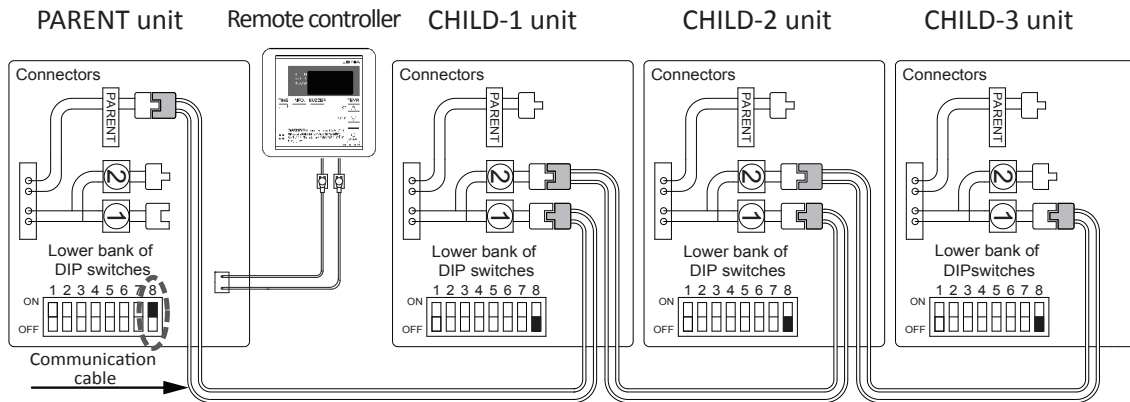 PARENT unit
Remote controller
CHILD-1 unit
CHILD-2 unit
CHILD-3 unit
Connectors
PARENT
2
1
Lower bank of
DIP switches
1 2 3 4 5 6 7 8
ON
OFF
Communication
cable
TIME
INFO.
BUZZER
TEMP.
Connectors
PARENT
2
1
Lower bank of
DIP switches
1 2 3 4 5 6 7 8
ON
OFF
Connectors
PARENT
2
1
Lower bank of
DIP switches
1 2 3 4 5 6 7 8
ON
OFF
Connectors
PARENT
2
1
Lower bank of
DIPswitches
1 2 3 4 5 6 7 8
ON
OFF